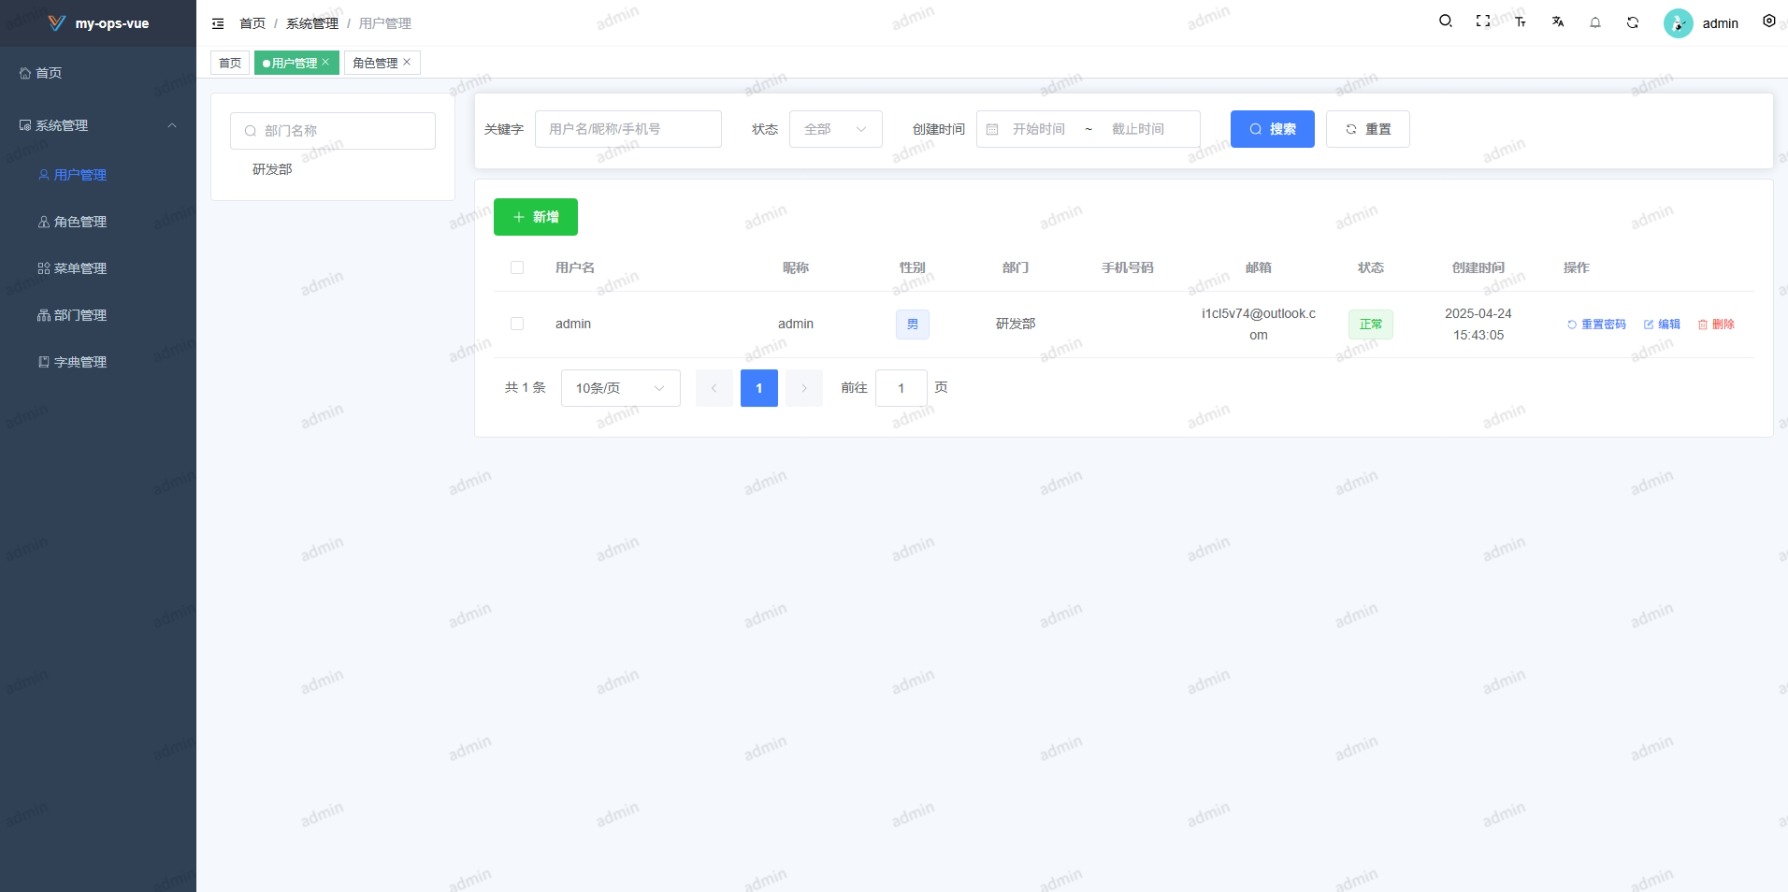 my-ops-vue
首页 / 系统管理 / 用户管理
admin
首页
用户管理
角色管理
首页
系统管理
用户管理
角色管理
菜单管理
部门管理
字典管理
部门名称
研发部
关键字 用户名/昵称/手机号 状态 全部 创建时间 开始时间 ~ 截止时间 搜索 重置
新增
用户名 昵称 性别 部门 手机号码 邮箱 状态 创建时间 操作
admin admin 男 研发部 i1cl5v74@outlook.c
om 正常 2025-04-24
15:43:05 重置密码 编辑 删除
共 1 条 10条/页 1 前往 1 页